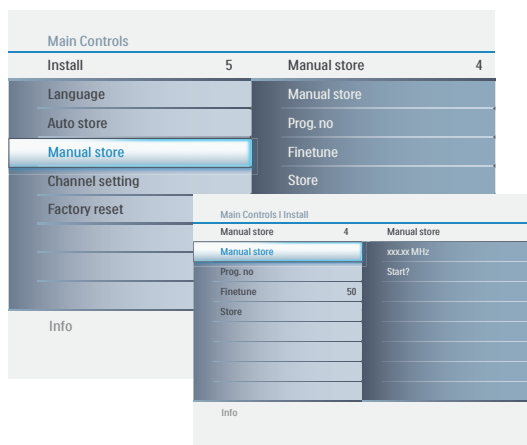 Main Controls
Install 5 Manual store 4
Language Manual store
Auto store Prog. no
Manual store Finetune
Channel setting Store
Factory reset
Info
Main Controls I Install
Manual store 4 Manual store
Manual store xxx.xx MHz
Prog. no Start?
Finetune 50
Store
Info